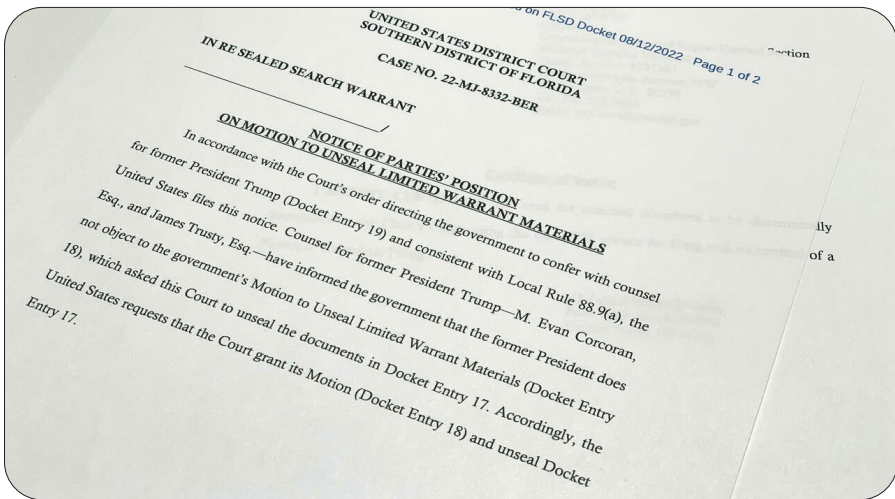 on FLSD Docket 08/12/2022 Page 1 of 2
UNITED STATES DISTRICT COURT
SOUTHERN DISTRICT OF FLORIDA
CASE NO. 22-MJ-8332-BER
IN RE SEALED SEARCH WARRANT
/
NOTICE OF PARTIES' POSITION
ON MOTION TO UNSEAL LIMITED WARRANT MATERIALS
In accordance with the Court's order directing the government to confer with counsel
for former President Trump (Docket Entry 19) and consistent with Local Rule 88.9(a), the
United States files this notice. Counsel for former President Trump—M. Evan Corcoran,
Esq., and James Trusty, Esq.—have informed the government that the former President does
not object to the government's Motion to Unseal Limited Warrant Materials (Docket Entry
18), which asked this Court to unseal the documents in Docket Entry 17. Accordingly, the
United States requests that the Court grant its Motion (Docket Entry 18) and unseal Docket
Entry 17.
lly
of a